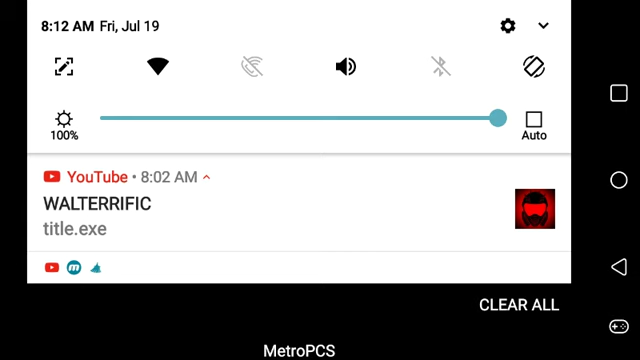 8:12 AM Fri, Jul 19
100%
Auto
YouTube • 8:02 AM
WALTERRIFIC
title.exe
m
CLEAR ALL
MetroPCS